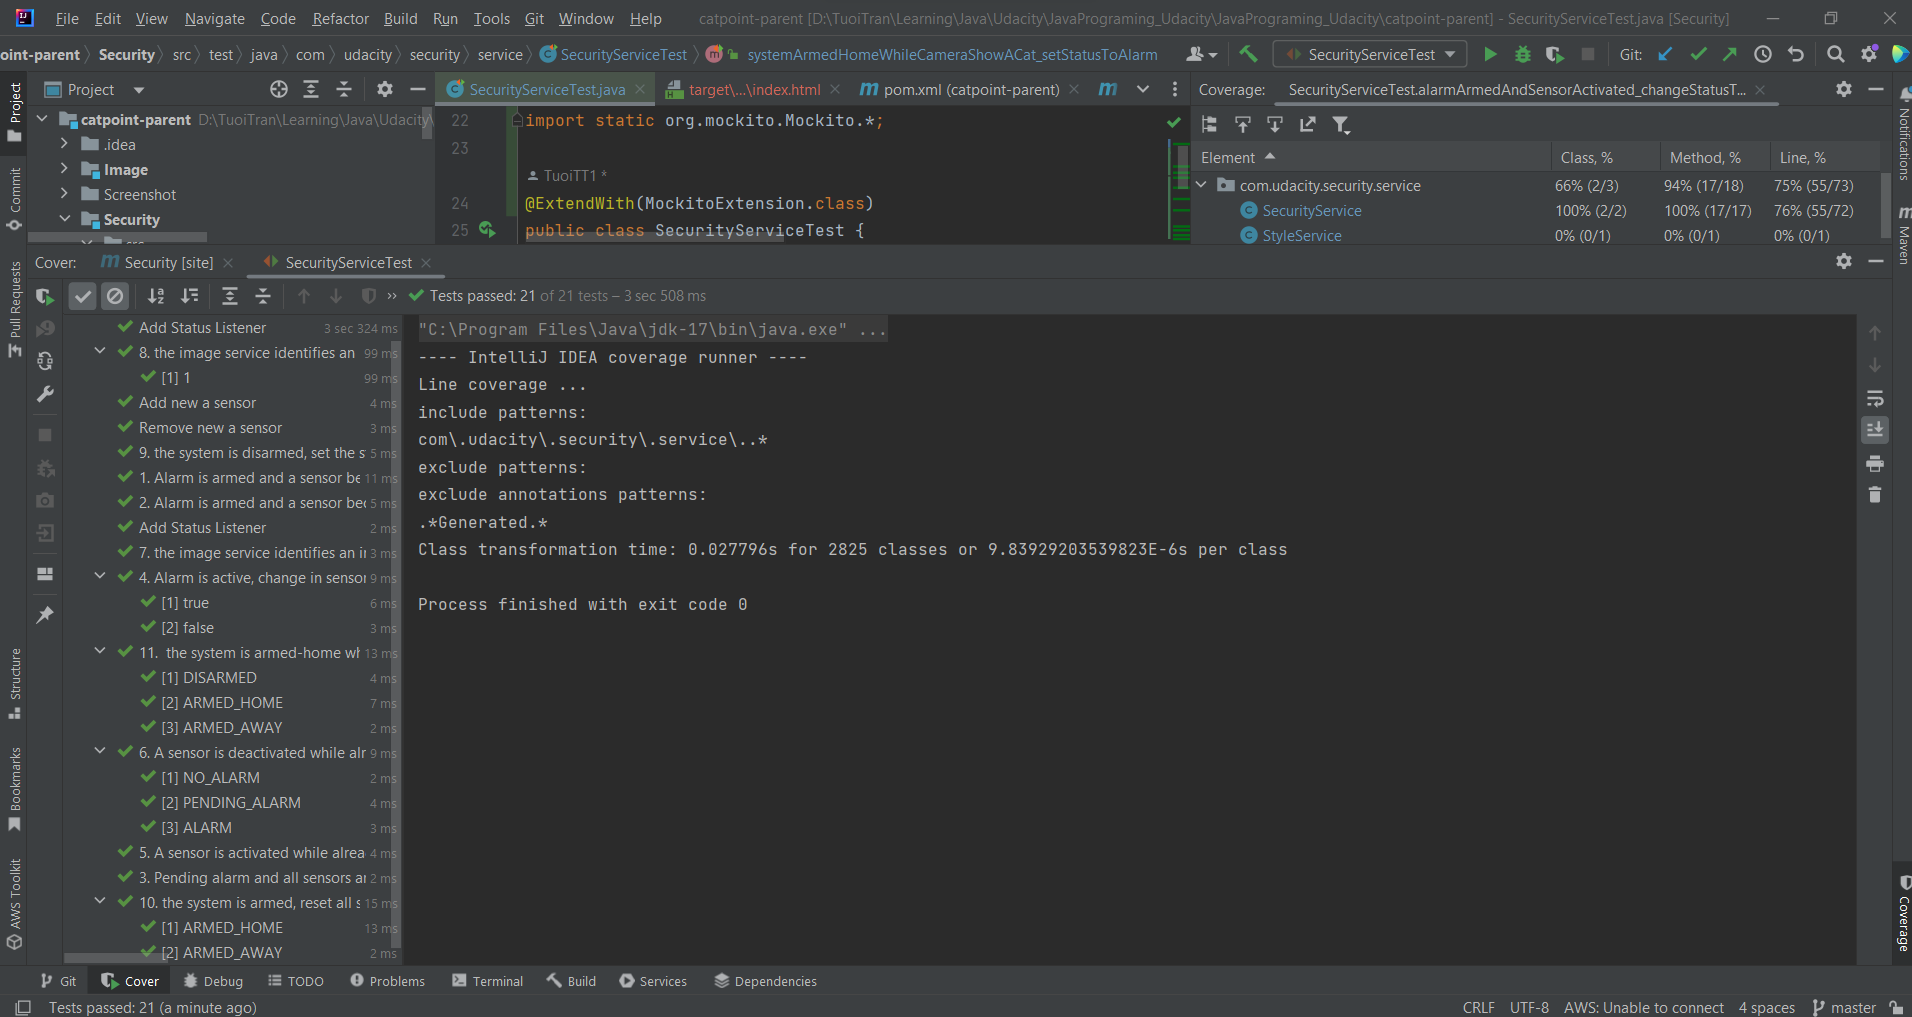 File Edit View Navigate Code Refactor Build Run Tools Git Window Help catpoint-parent [D:\TuoiTran\Learning\Java\Udacity\JavaPrograming_Udacity\JavaPrograming_Udacity\catpoint-parent] - SecurityServiceTest.java [Security]
oint-parent Security src test java com udacity security service SecurityServiceTest systemArmedHomeWhileCameraShowACat_setStatusToAlarm SecurityServiceTest Git:
Project SecurityServiceTest.java target\...\index.html pom.xml (catpoint-parent) Coverage: SecurityServiceTest.alarmArmedAndSensorActivated_changeStatusT...
catpoint-parent D:\TuoiTran\Learning\Java\Udacity\
.idea
Image
Screenshot
Security
22 import static org.mockito.Mockito.*;
23
TuoiTT1 *
24 @ExtendWith(MockitoExtension.class)
25 public class SecurityServiceTest {
Element Class, % Method, % Line, %
com.udacity.security.service 66% (2/3) 94% (17/18) 75% (55/73)
SecurityService 100% (2/2) 100% (17/17) 76% (55/72)
StyleService 0% (0/1) 0% (0/1) 0% (0/1)
Cover: Security [site] SecurityServiceTest
Tests passed: 21 of 21 tests – 3 sec 508 ms
Add Status Listener 3 sec 324 ms
8. the image service identifies an 99 ms
[1] 1 99 ms
Add new a sensor 4 ms
Remove new a sensor 3 ms
9. the system is disarmed, set the s 5 ms
1. Alarm is armed and a sensor be 11 ms
2. Alarm is armed and a sensor bec 5 ms
Add Status Listener 2 ms
7. the image service identifies an i 3 ms
4. Alarm is active, change in sensor 9 ms
[1] true 6 ms
[2] false 3 ms
11. the system is armed-home wh 13 ms
[1] DISARMED 4 ms
[2] ARMED_HOME 7 ms
[3] ARMED_AWAY 2 ms
6. A sensor is deactivated while alr 9 ms
[1] NO_ALARM 2 ms
[2] PENDING_ALARM 4 ms
[3] ALARM 3 ms
5. A sensor is activated while alrea 4 ms
3. Pending alarm and all sensors ar 2 ms
10. the system is armed, reset all s 15 ms
[1] ARMED_HOME 13 ms
[2] ARMED_AWAY 2 ms
"C:\Program Files\Java\jdk-17\bin\java.exe" ...
---- IntelliJ IDEA coverage runner ----
Line coverage ...
include patterns:
com\.udacity\.security\.service\..*
exclude patterns:
exclude annotations patterns:
.*Generated.*
Class transformation time: 0.027796s for 2825 classes or 9.83929203539823E-6s per class
Process finished with exit code 0
Project
Commit
Pull Requests
Structure
Bookmarks
AWS Toolkit
Notifications
Maven
Coverage
Git Cover Debug TODO Problems Terminal Build Services Dependencies
Tests passed: 21 (a minute ago) CRLF UTF-8 AWS: Unable to connect 4 spaces master